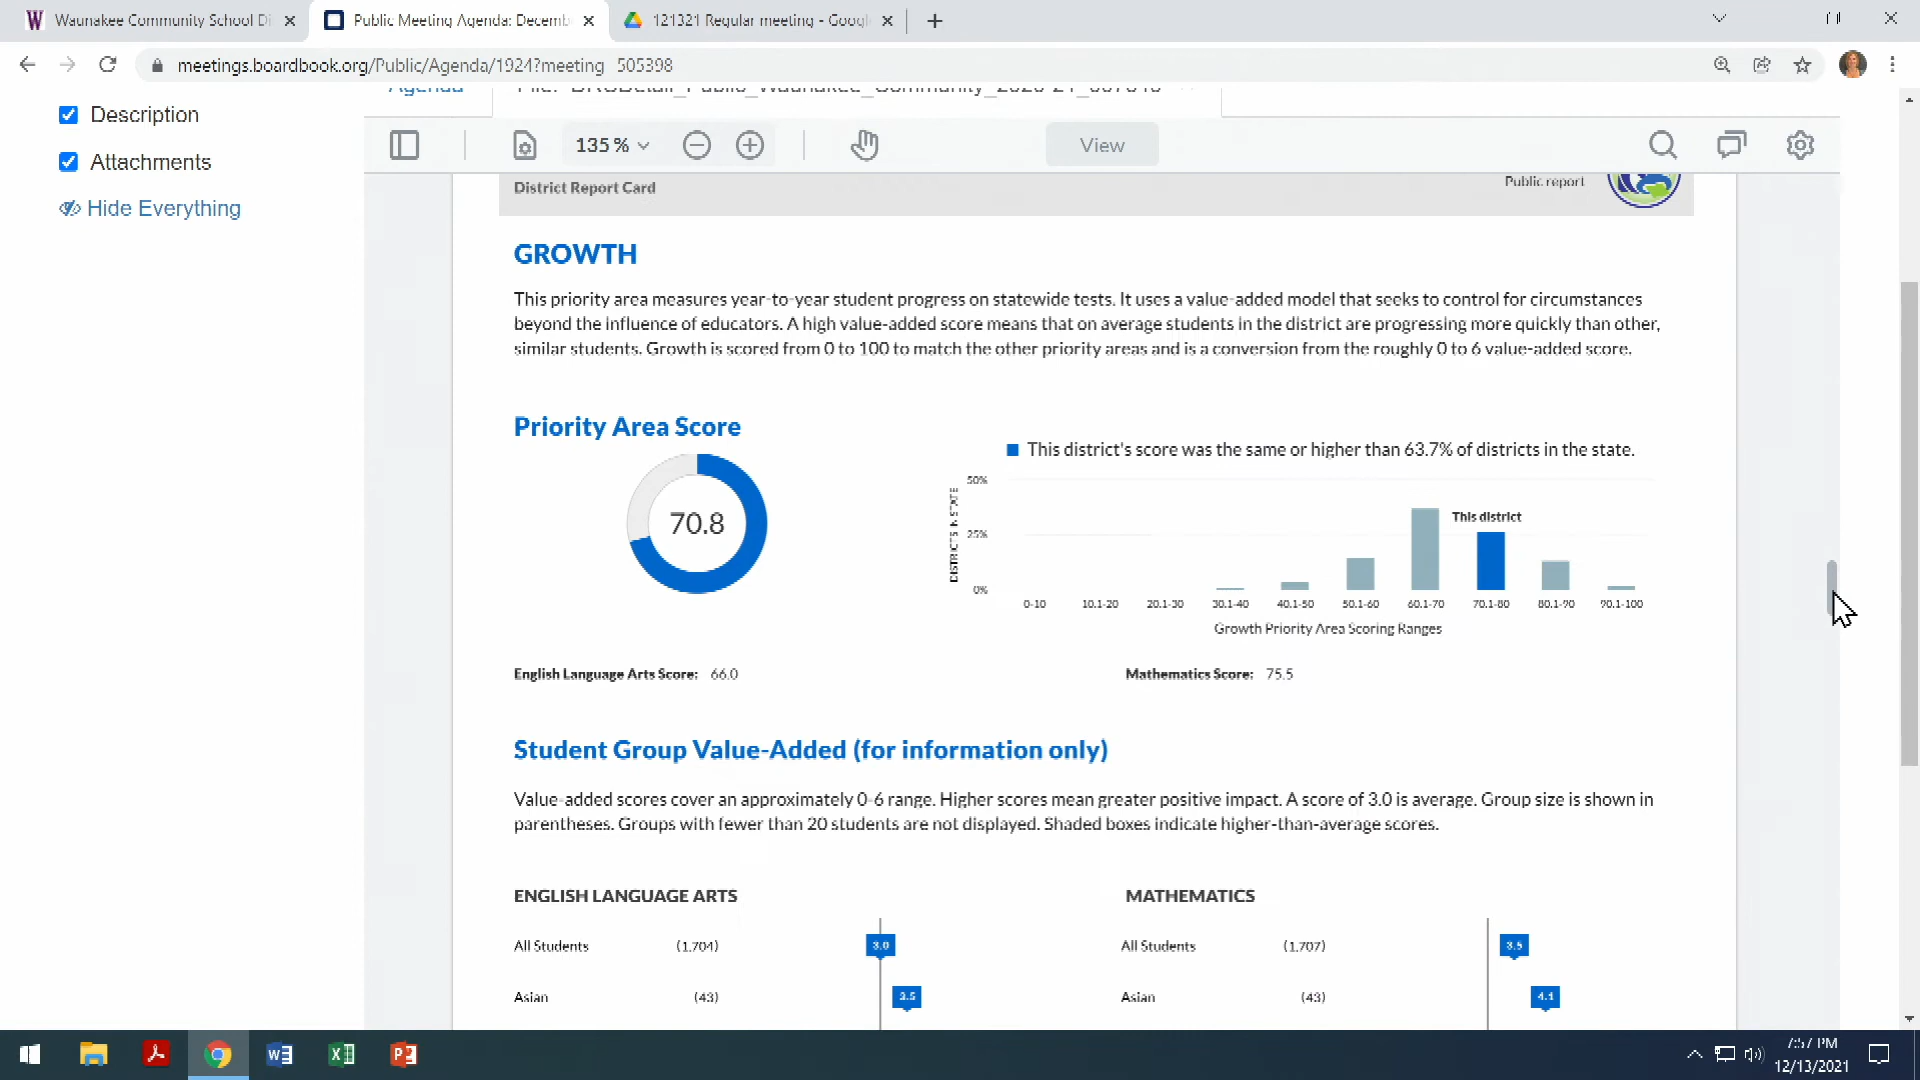 Waunakee Community School Di
Public Meeting Agenda: Decemb
121321 Regular meeting - Googl
meetings.boardbook.org/Public/Agenda/1924?meeting 505398
Description
Attachments
Hide Everything
Agenda
135 %
View
District Report Card
Public report
GROWTH
This priority area measures year-to-year student progress on statewide tests. It uses a value-added model that seeks to control for circumstances
beyond the influence of educators. A high value-added score means that on average students in the district are progressing more quickly than other,
similar students. Growth is scored from 0 to 100 to match the other priority areas and is a conversion from the roughly 0 to 6 value-added score.
Priority Area Score
70.8
This district's score was the same or higher than 63.7% of districts in the state.
DISTRICTS IN STATE
50%
25%
0%
This district
0-10 10.1-20 20.1-30 30.1-40 40.1-50 50.1-60 60.1-70 70.1-80 80.1-90 90.1-100
Growth Priority Area Scoring Ranges
English Language Arts Score: 66.0
Mathematics Score: 75.5
Student Group Value-Added (for information only)
Value-added scores cover an approximately 0-6 range. Higher scores mean greater positive impact. A score of 3.0 is average. Group size is shown in
parentheses. Groups with fewer than 20 students are not displayed. Shaded boxes indicate higher-than-average scores.
ENGLISH LANGUAGE ARTS
All Students (1,704) 3.0
Asian (43) 3.5
MATHEMATICS
All Students (1,707) 3.5
Asian (43) 4.1
7:57 PM
12/13/2021